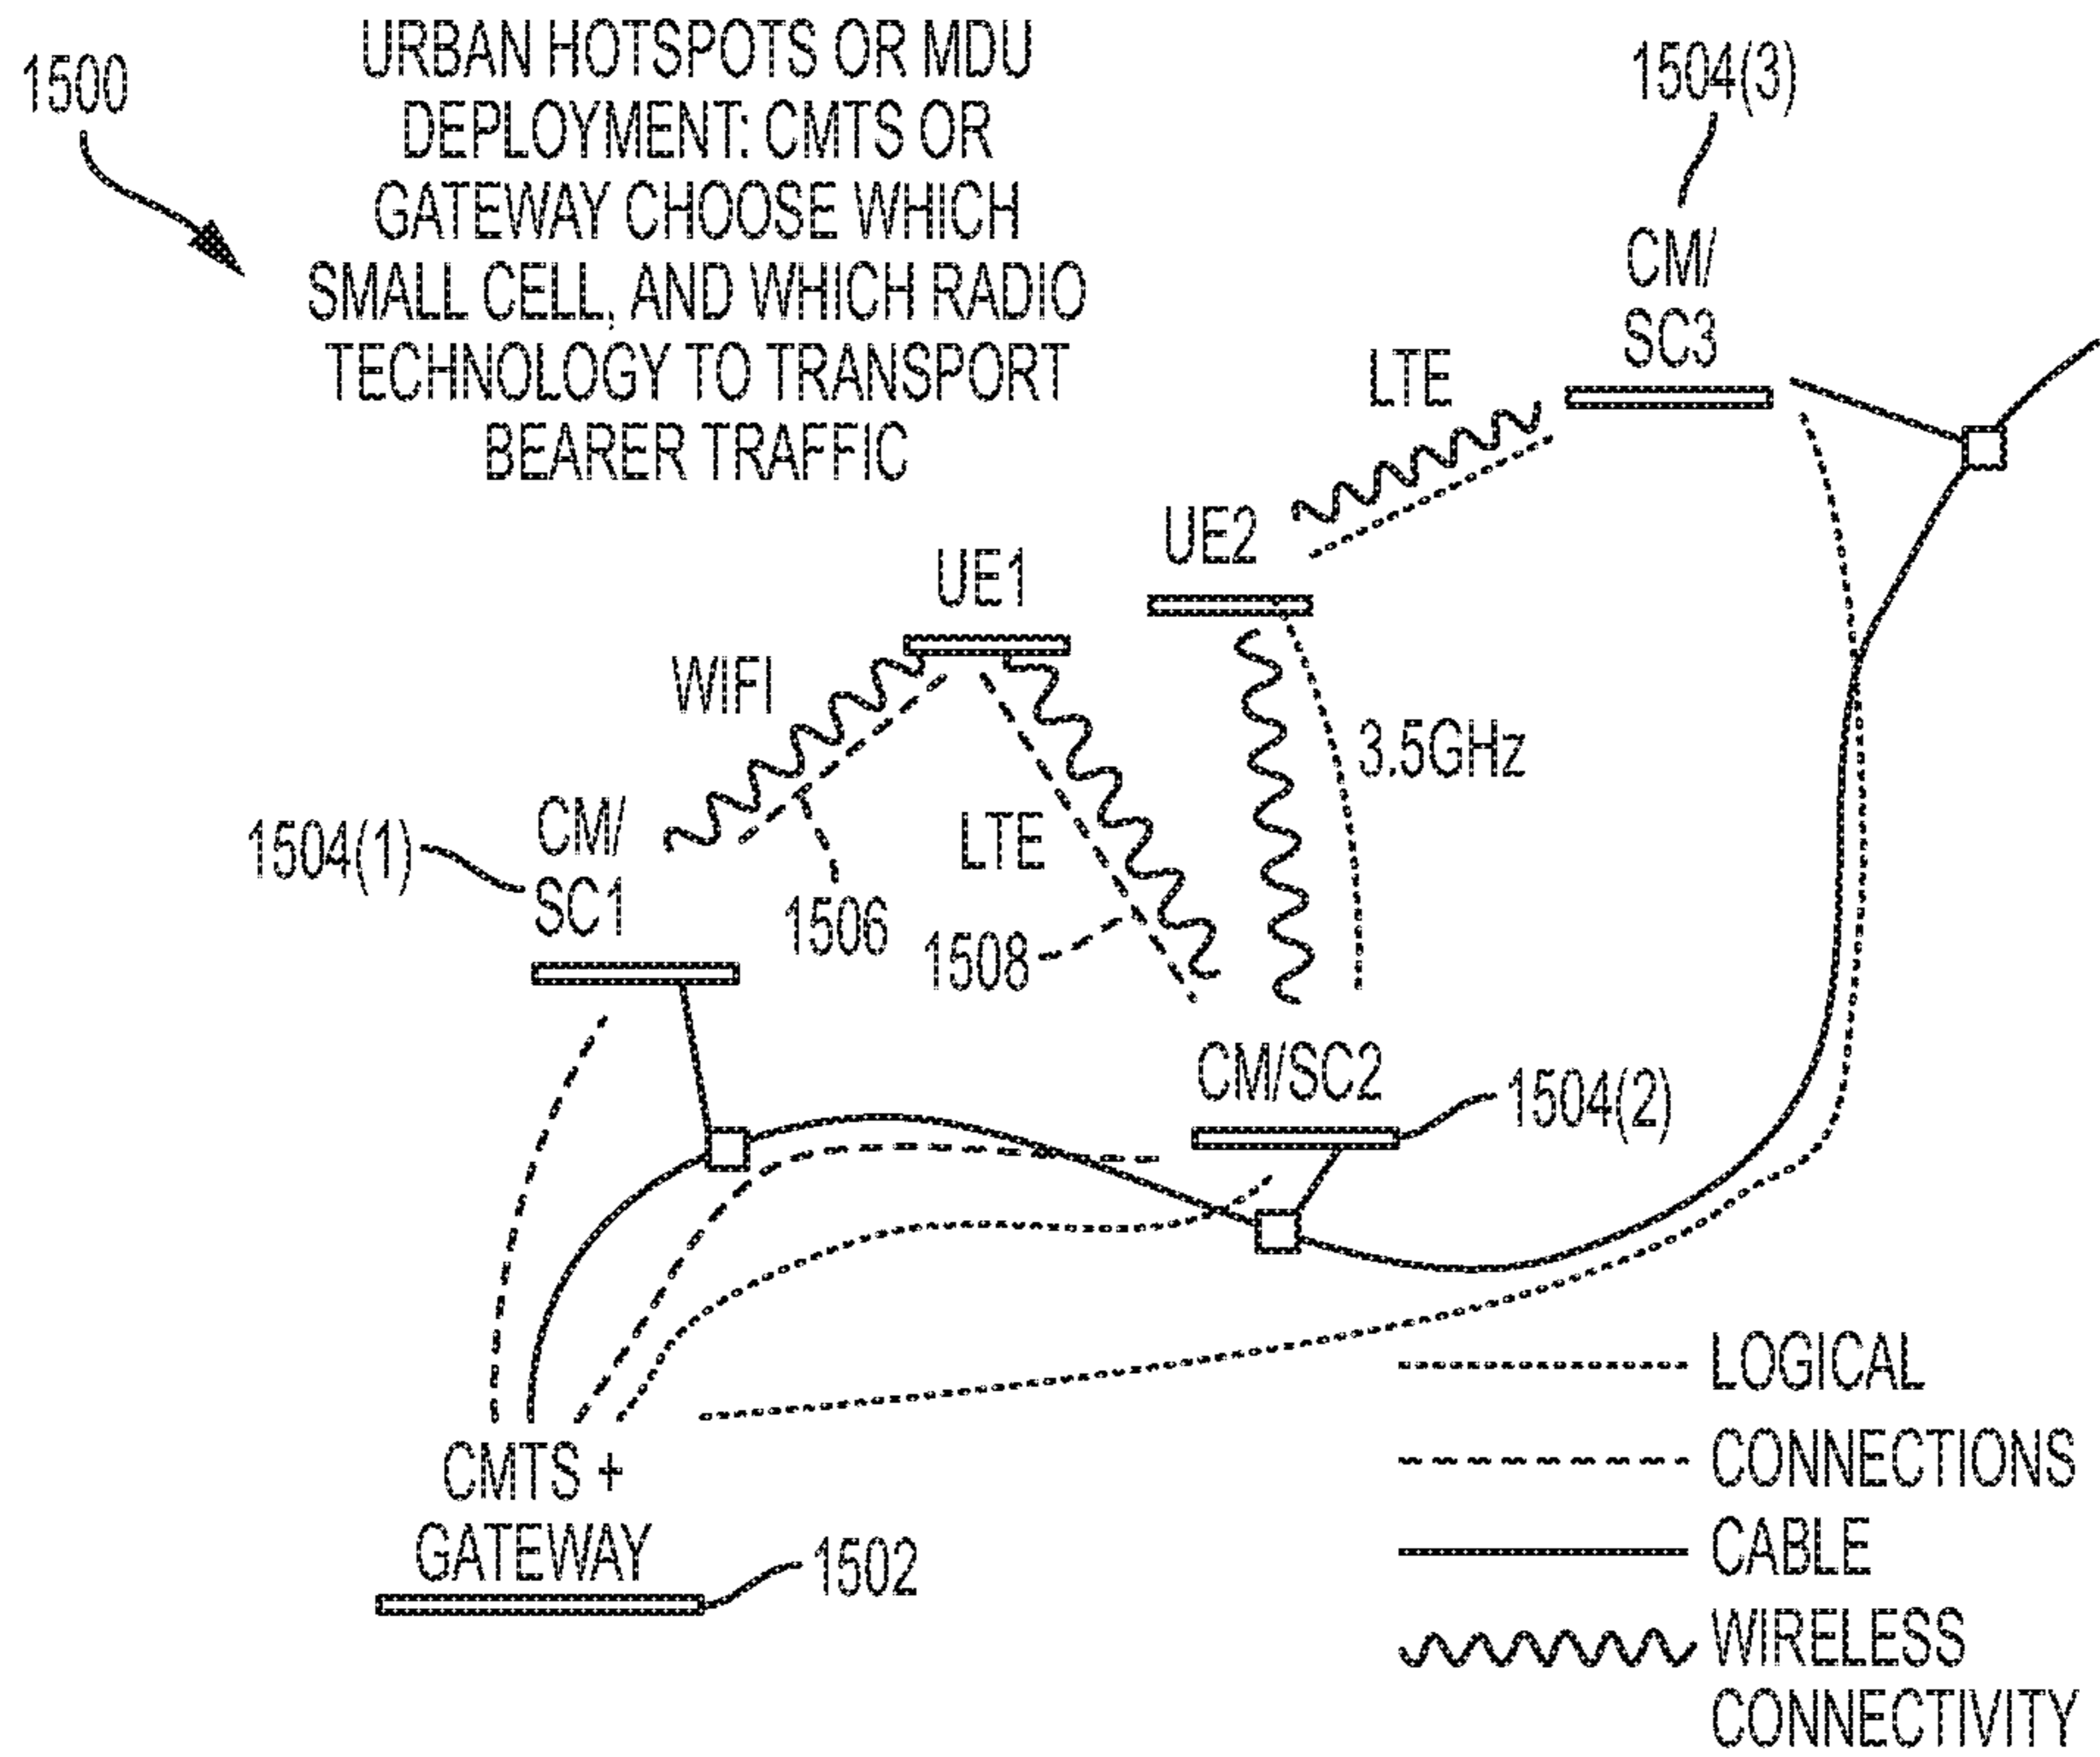 1500
URBAN HOTSPOTS OR MDU
DEPLOYMENT: CMTS OR
GATEWAY CHOOSE WHICH
SMALL CELL, AND WHICH RADIO
TECHNOLOGY TO TRANSPORT
BEARER TRAFFIC
1504(3)
CM/
SC3
LTE
UE2
UE1
WIFI
3.5GHz
CM/
SC1
1504(1)
LTE
1506
1508
CM/SC2
1504(2)
CMTS +
GATEWAY
1502
LOGICAL
CONNECTIONS
CABLE
WIRELESS
CONNECTIVITY